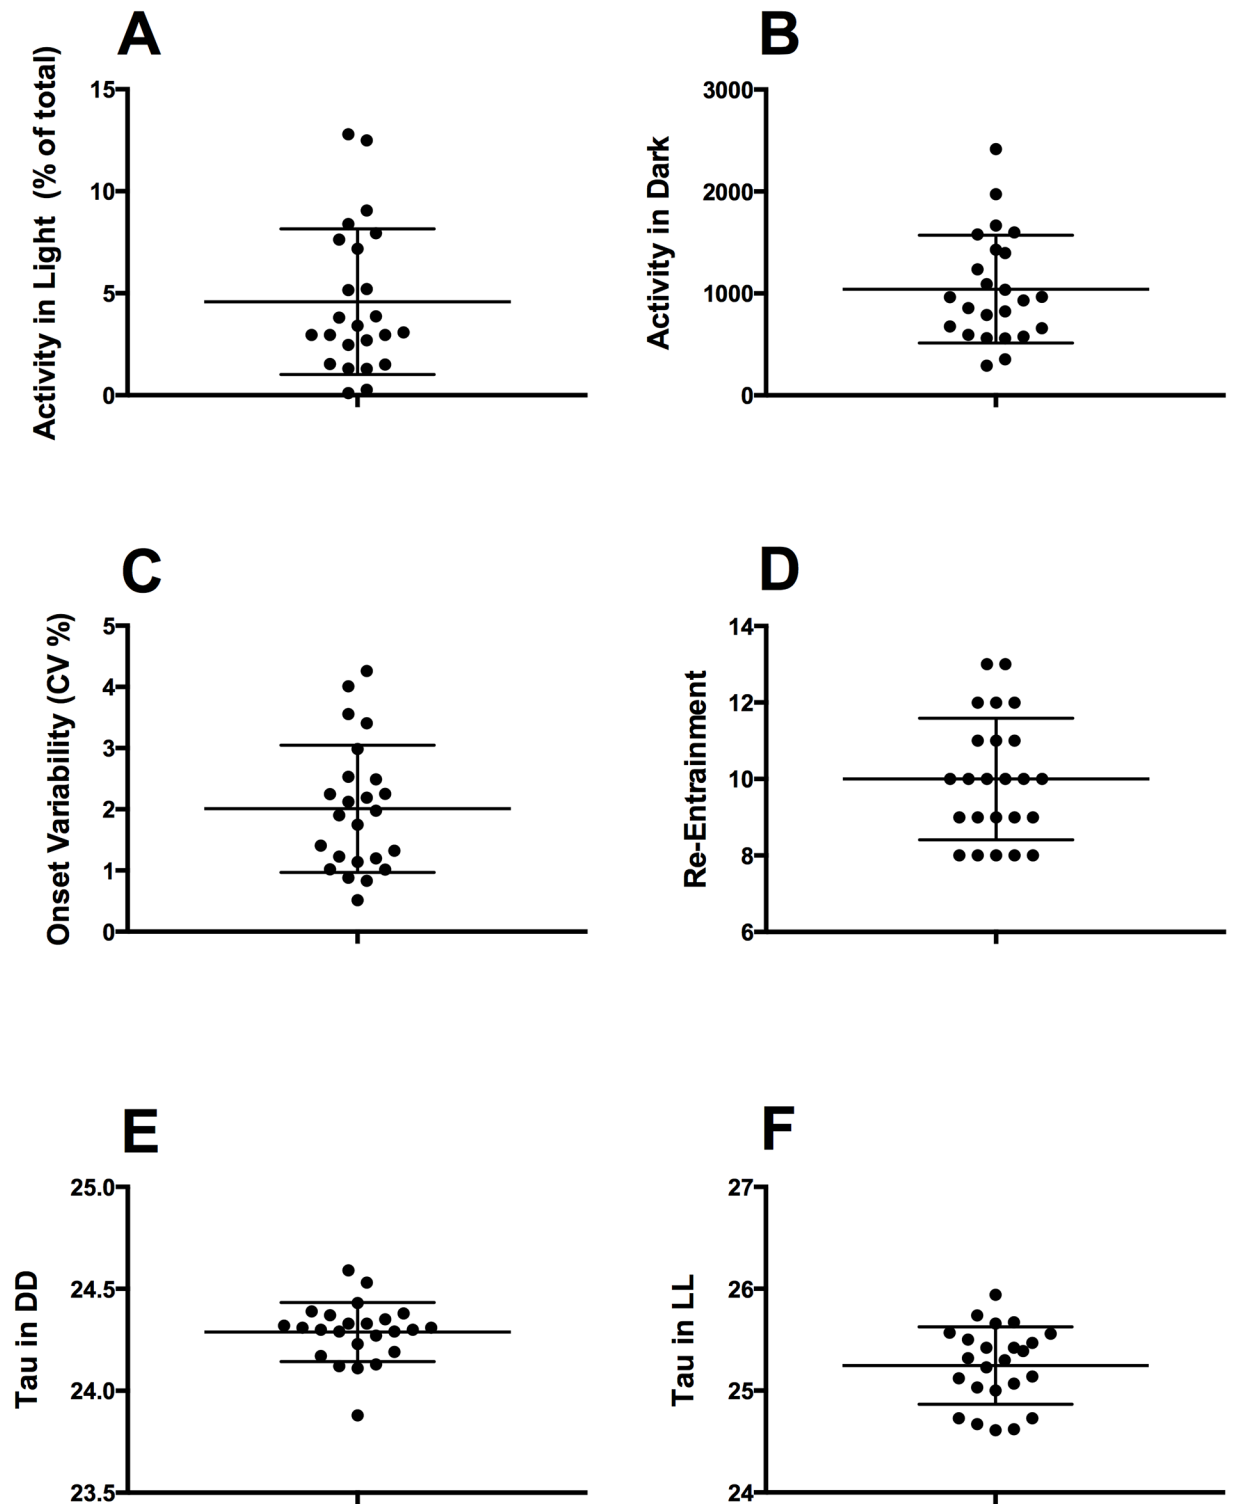 A
Activity in Light (% of total)
15
10
5
0
B
Activity in Dark
3000
2000
1000
0
C
Onset Variability (CV %)
5
4
3
2
1
0
D
Re-Entrainment
14
12
10
8
6
E
Tau in DD
25.0
24.5
24.0
23.5
F
Tau in LL
27
26
25
24